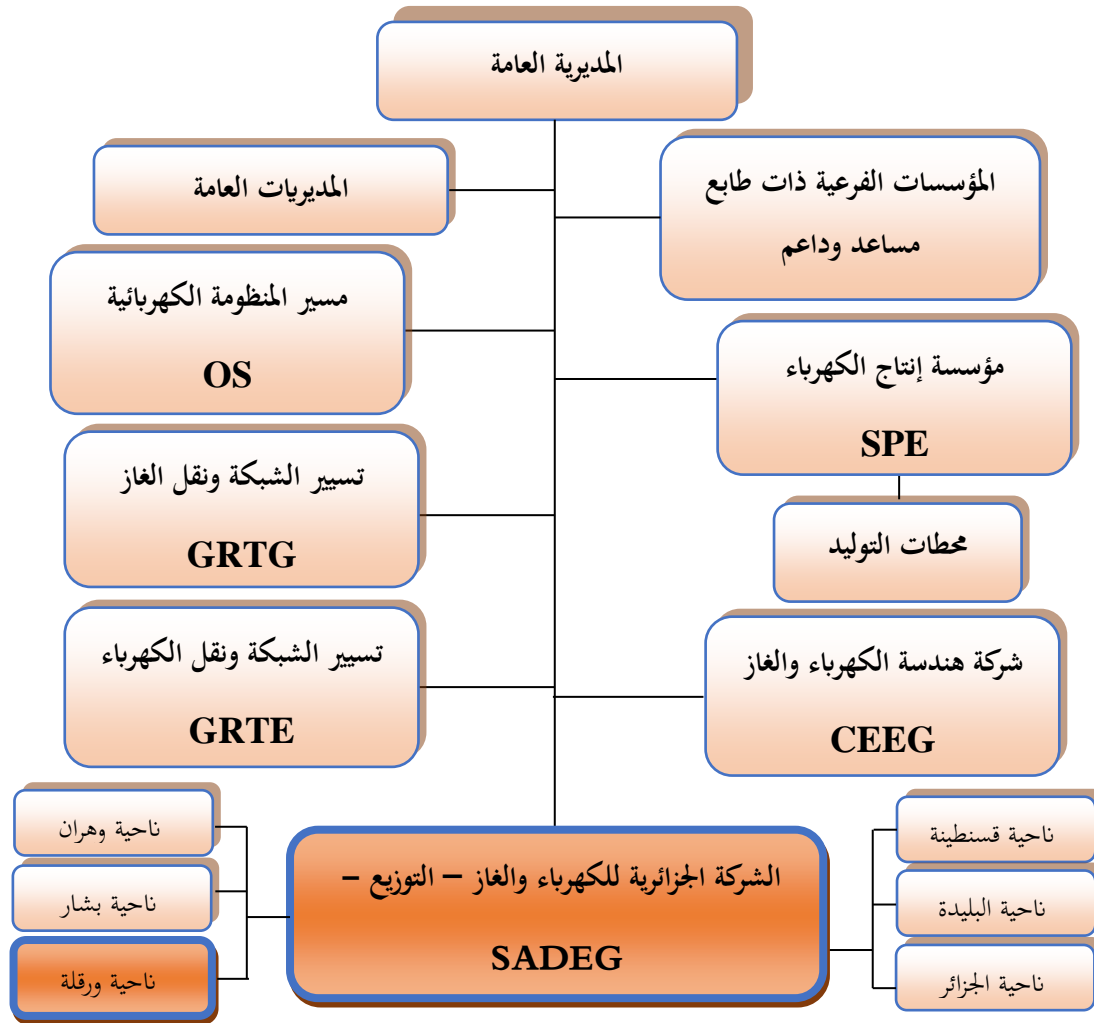 المديرية العامة
المؤسسات الفرعية ذات طابع
مساعد وداعم
المديريات العامة
مؤسسة إنتاج الكهرباء
SPE
مسير المنظومة الكهربائية
OS
محطات التوليد
تسيير الشبكة ونقل الغاز
GRTG
شركة هندسة الكهرباء والغاز
CEEG
تسيير الشبكة ونقل الكهرباء
GRTE
الشركة الجزائرية للكهرباء والغاز – التوزيع –
SADEG
ناحية قسنطينة
ناحية البليدة
ناحية الجزائر
ناحية وهران
ناحية بشار
ناحية ورقلة